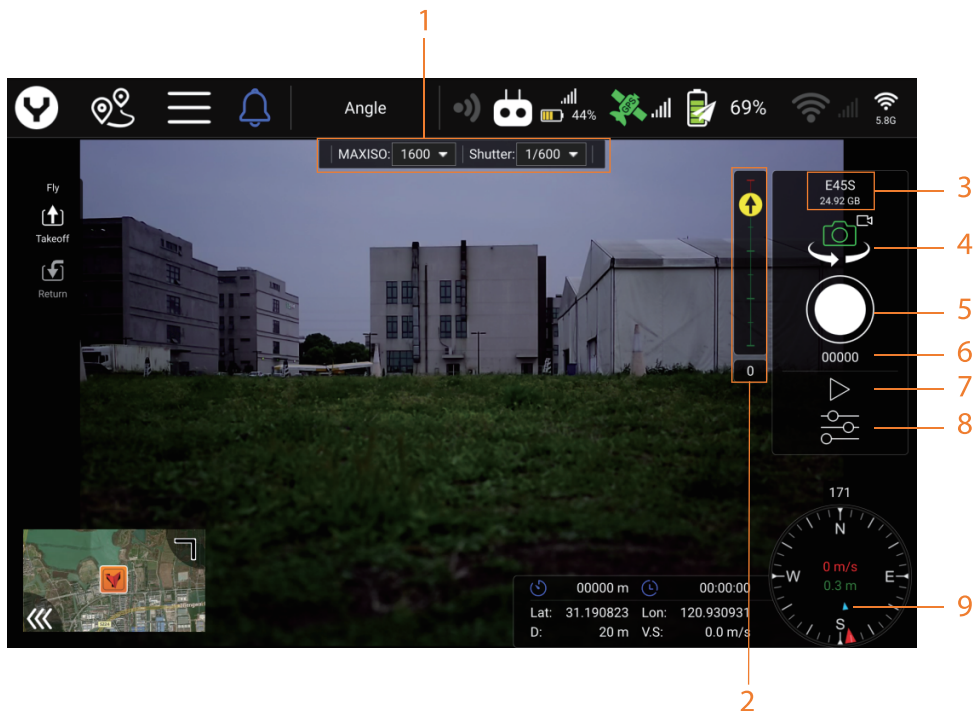 1
Angle
GPS
44%
69%
5.8G
MAXISO: 1600 Shutter: 1/600
Fly
Takeoff
Return
E45S
24.92 GB
3
4
5
00000
6
0
7
8
171
N
W
E
S
0 m/s
0.3 m
9
00000 m 00:00:00
Lat: 31.190823 Lon: 120.930931
D: 20 m V.S: 0.0 m/s
2